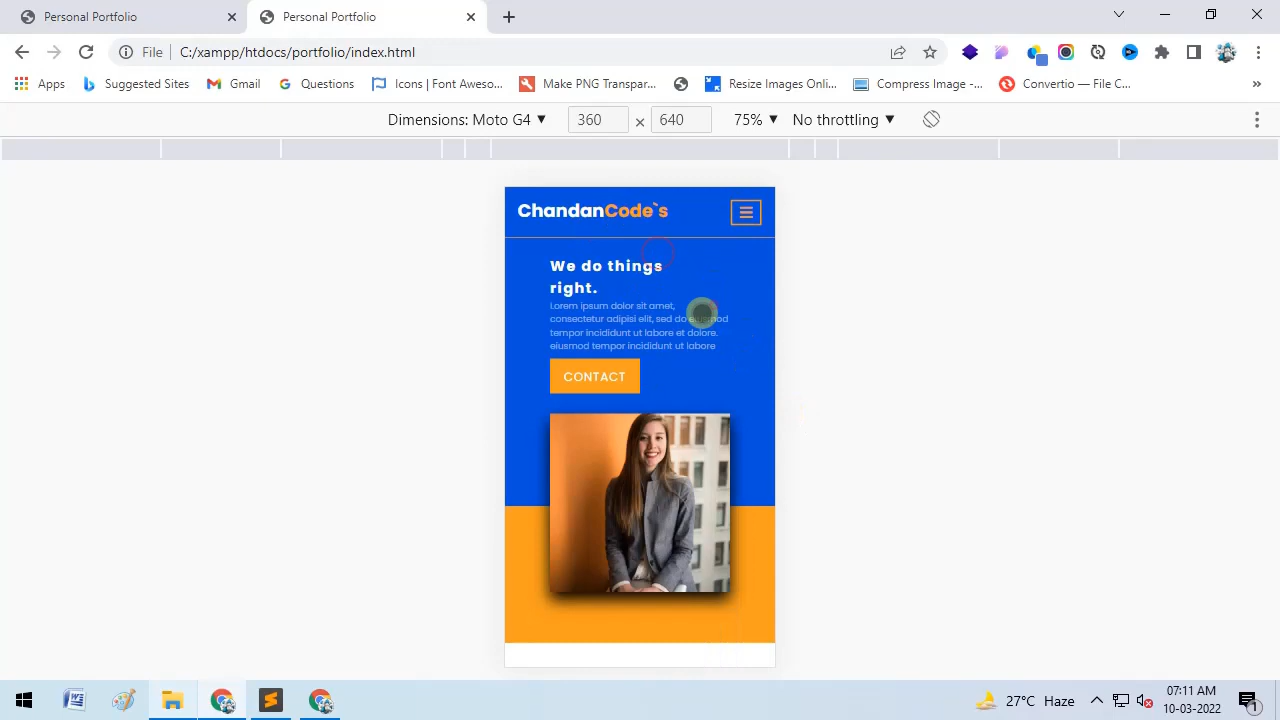 Personal Portfolio
Personal Portfolio
File
C:/xampp/htdocs/portfolio/index.html
Apps
Suggested Sites
Gmail
Questions
Icons | Font Aweso...
Make PNG Transpar...
Resize Images Onli...
Compress Image -...
Convertio — File C...
»
Dimensions: Moto G4
360
×
640
75%
No throttling
ChandanCode`s
We do things
right.
Lorem ipsum dolor sit amet,
consectetur adipisi elit, sed do eiusmod
tempor incididunt ut labore et dolore.
eiusmod tempor incididunt ut labore
CONTACT
27°C Haze
07:11 AM
10-03-2022
1